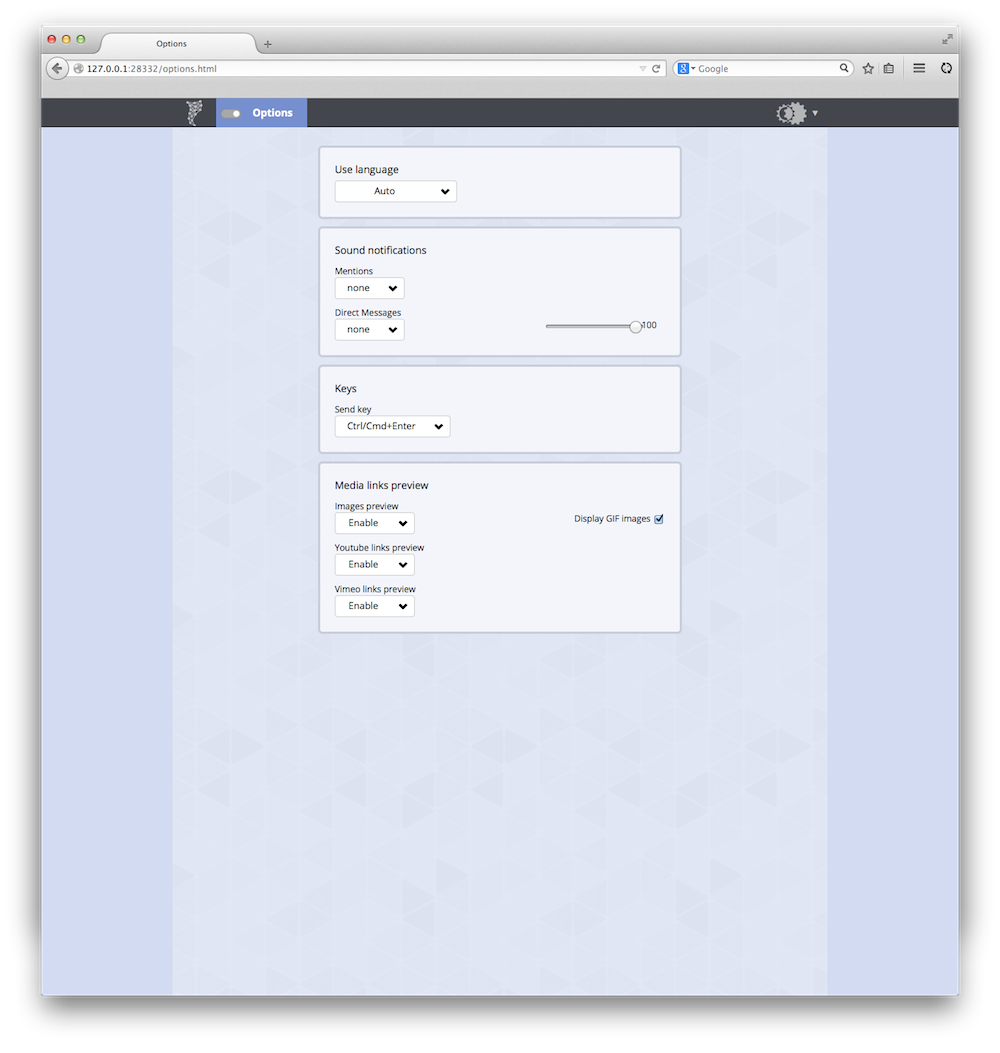 Options
127.0.0.1:28332/options.html
Google
Options
Use language
Auto
Sound notifications
Mentions
none
Direct Messages
none
100
Keys
Send key
Ctrl/Cmd+Enter
Media links preview
Images preview
Enable
Display GIF images
Youtube links preview
Enable
Vimeo links preview
Enable